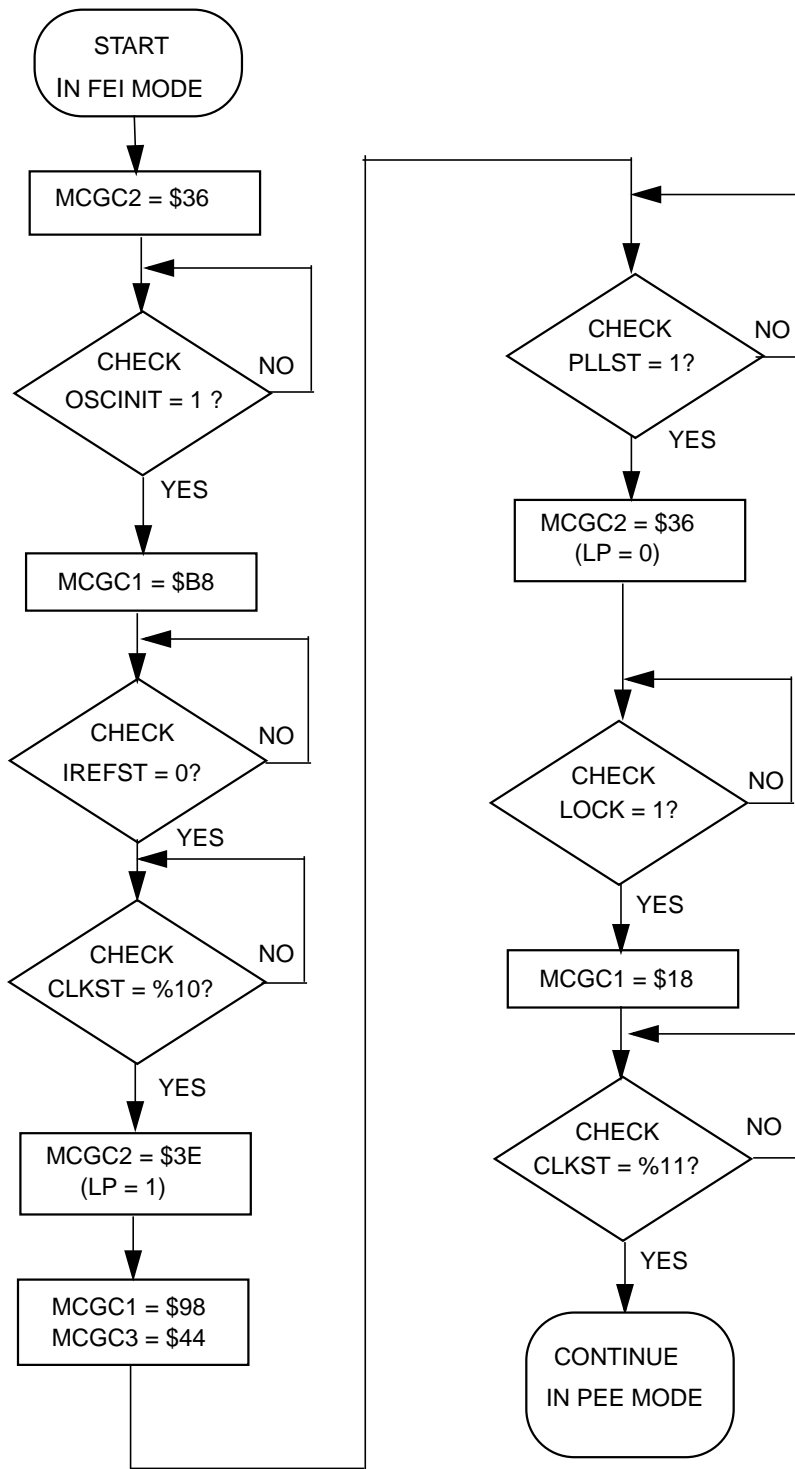 START
IN FEI MODE
MCGC2 = $36
CHECK
OSCINIT = 1 ?
NO
YES
MCGC1 = $B8
CHECK
IREFST = 0?
NO
YES
CHECK
CLKST = %10?
NO
YES
MCGC2 = $3E
(LP = 1)
MCGC1 = $98
MCGC3 = $44
CHECK
PLLST = 1?
NO
YES
MCGC2 = $36
(LP = 0)
CHECK
LOCK = 1?
NO
YES
MCGC1 = $18
CHECK
CLKST = %11?
NO
YES
CONTINUE
IN PEE MODE